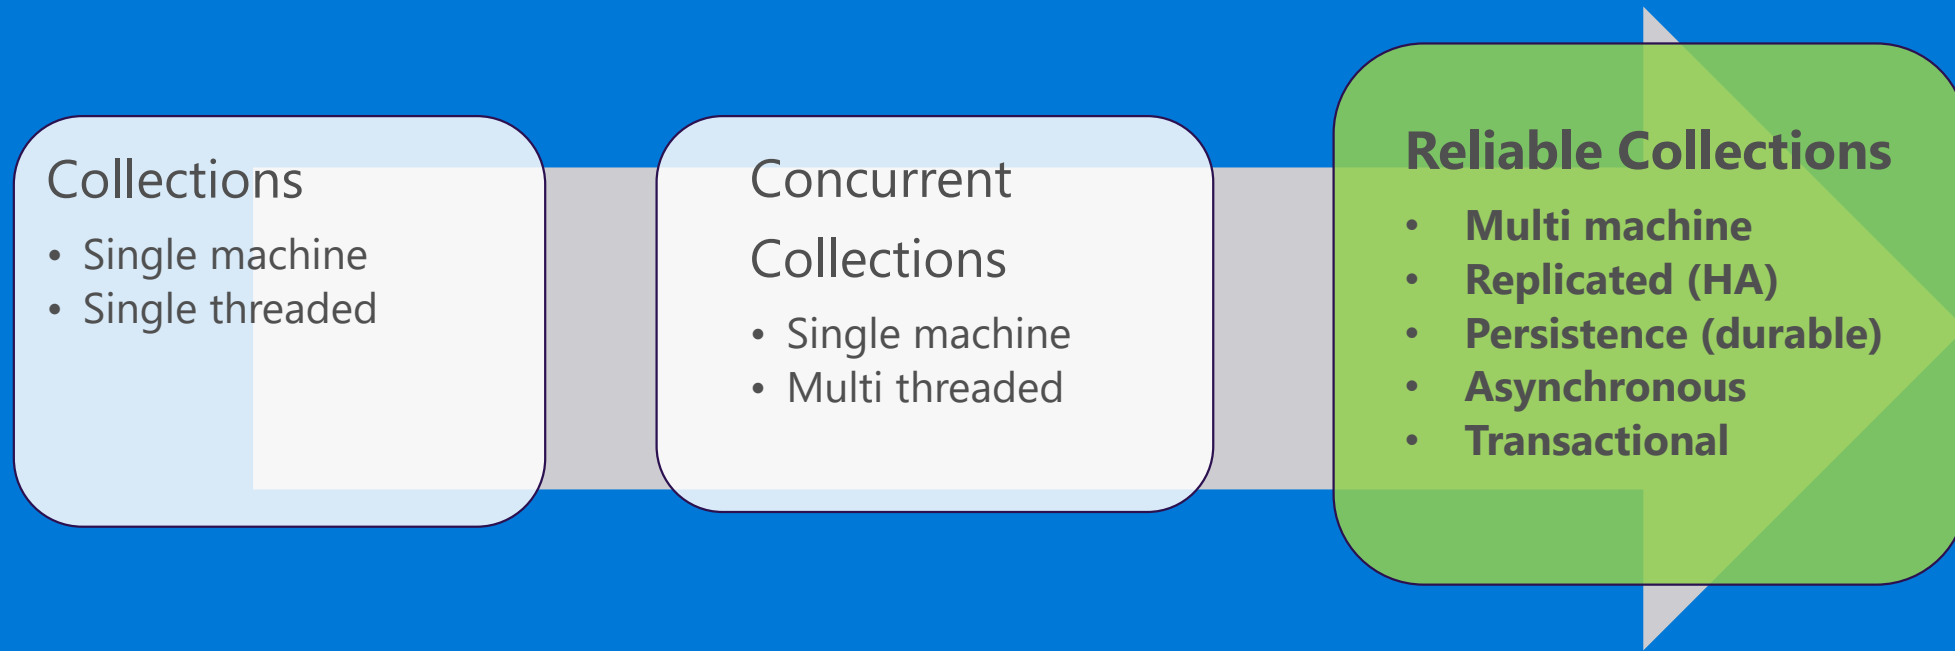 Collections
• Single machine
• Single threaded
Concurrent
Collections
• Single machine
• Multi threaded
Reliable Collections
• Multi machine
• Replicated (HA)
• Persistence (durable)
• Asynchronous
• Transactional